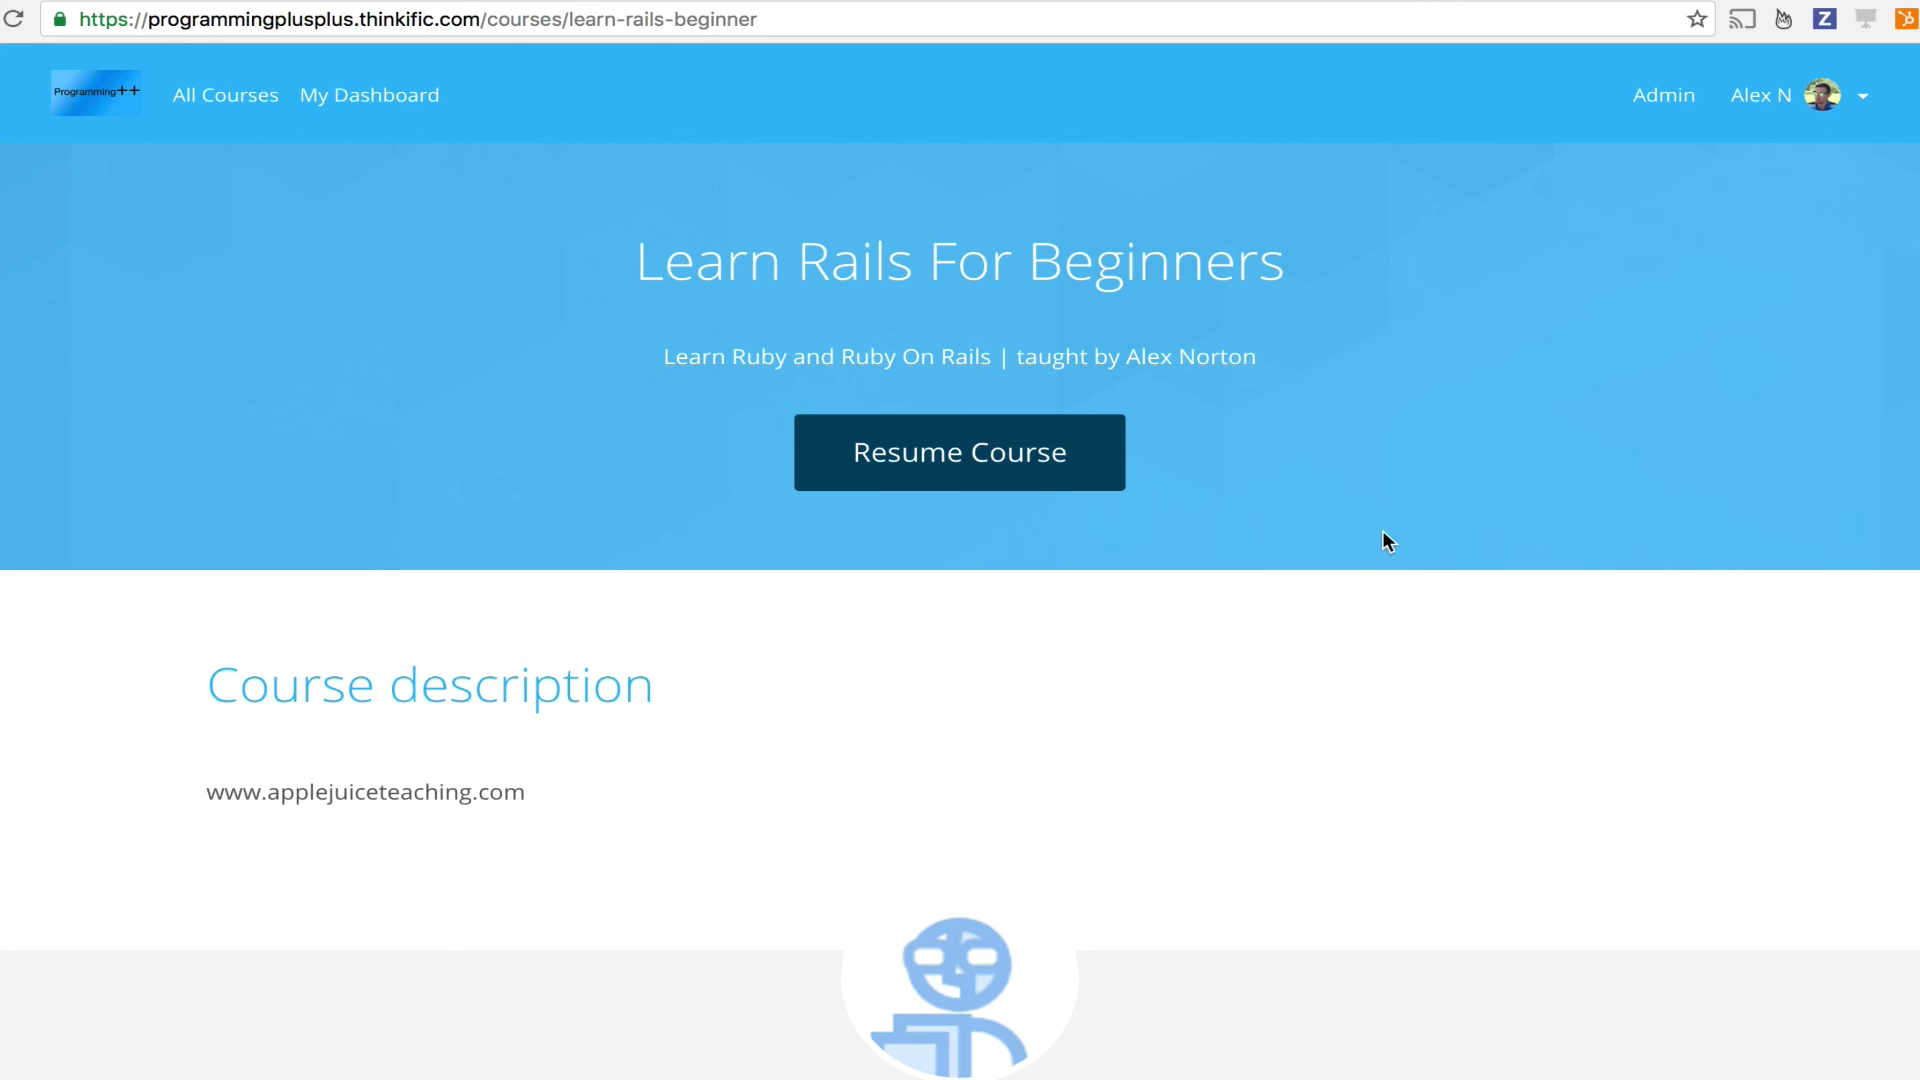 https://programmingplusplus.thinkific.com/courses/learn-rails-beginner
Z
Programming++
All Courses
My Dashboard
Admin
Alex N
Learn Rails For Beginners
Learn Ruby and Ruby On Rails | taught by Alex Norton
Resume Course
Course description
www.applejuiceteaching.com